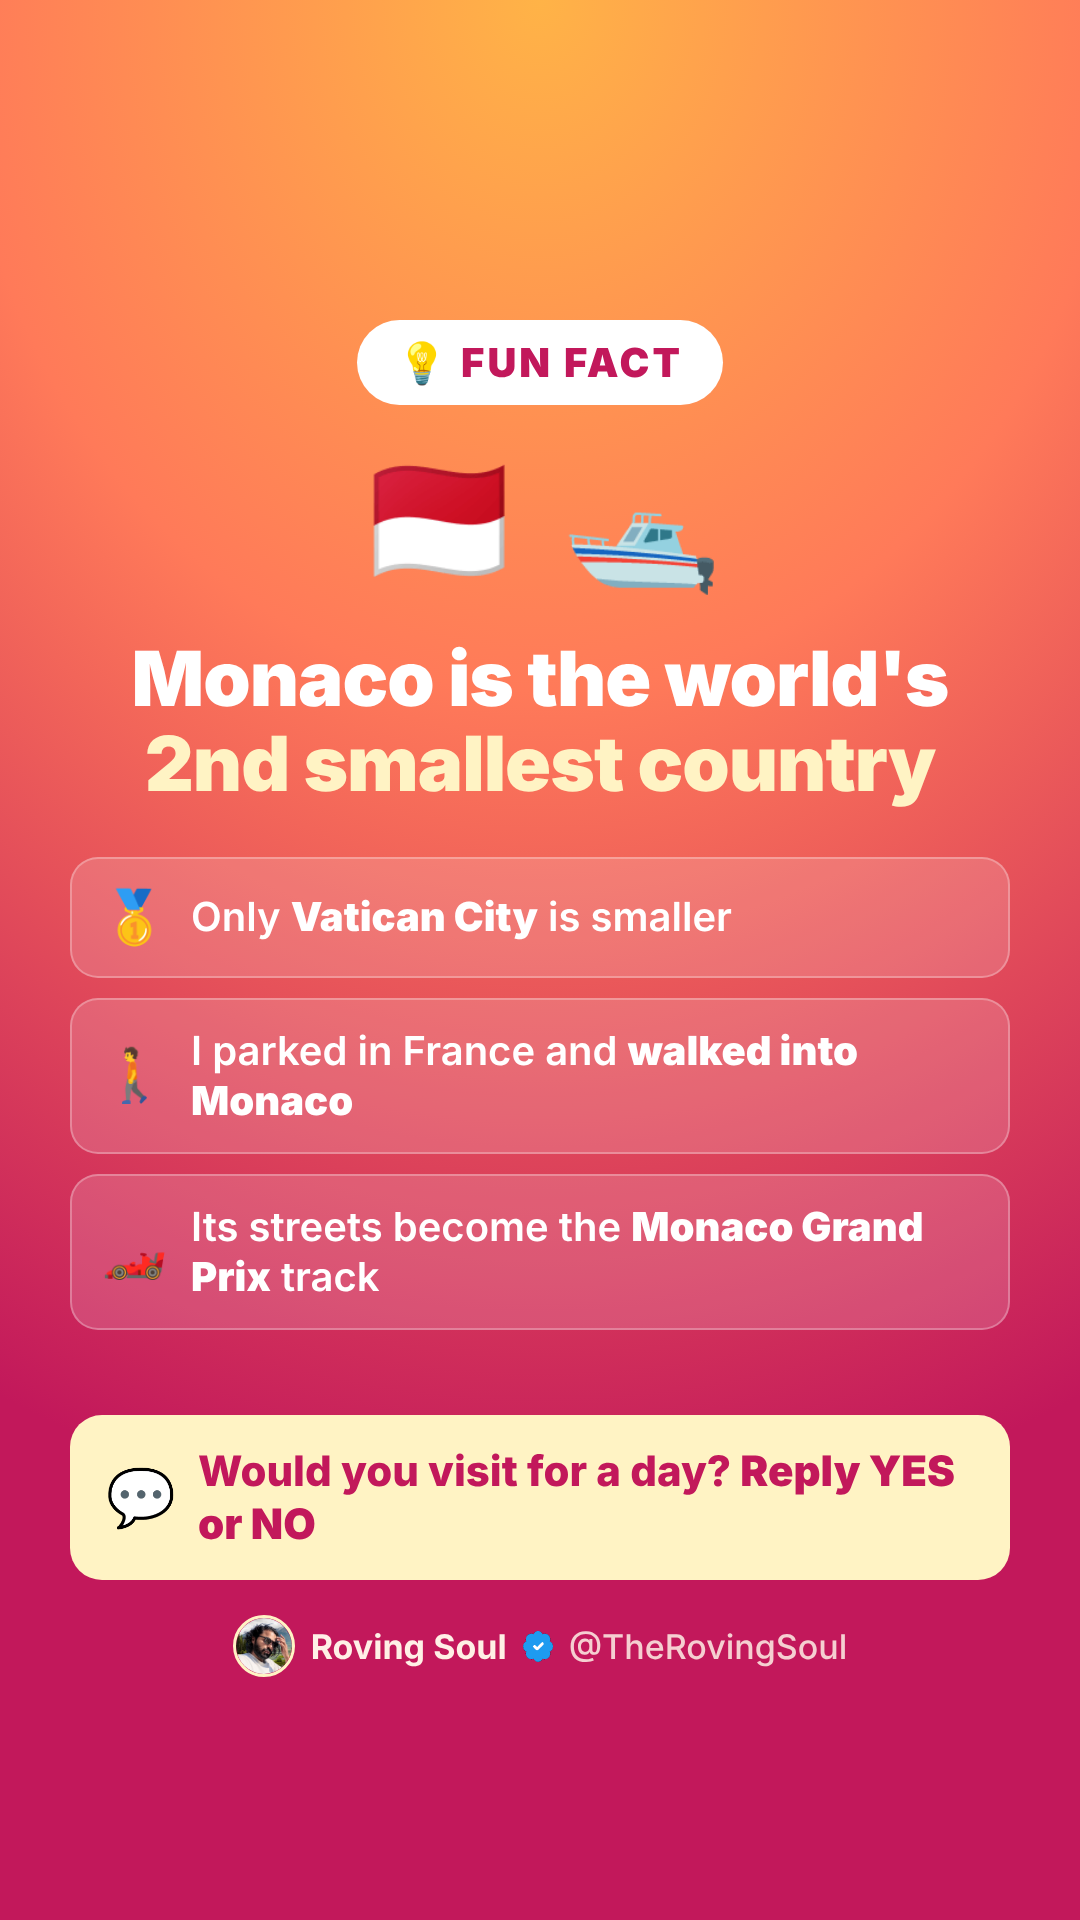 💡 FUN FACT
Monaco is the world's
2nd smallest country
🥇 Only Vatican City is smaller
I parked in France and walked into
Monaco
Its streets become the Monaco Grand
Prix track
Would you visit for a day? Reply YES
or NO
Roving Soul @TheRovingSoul